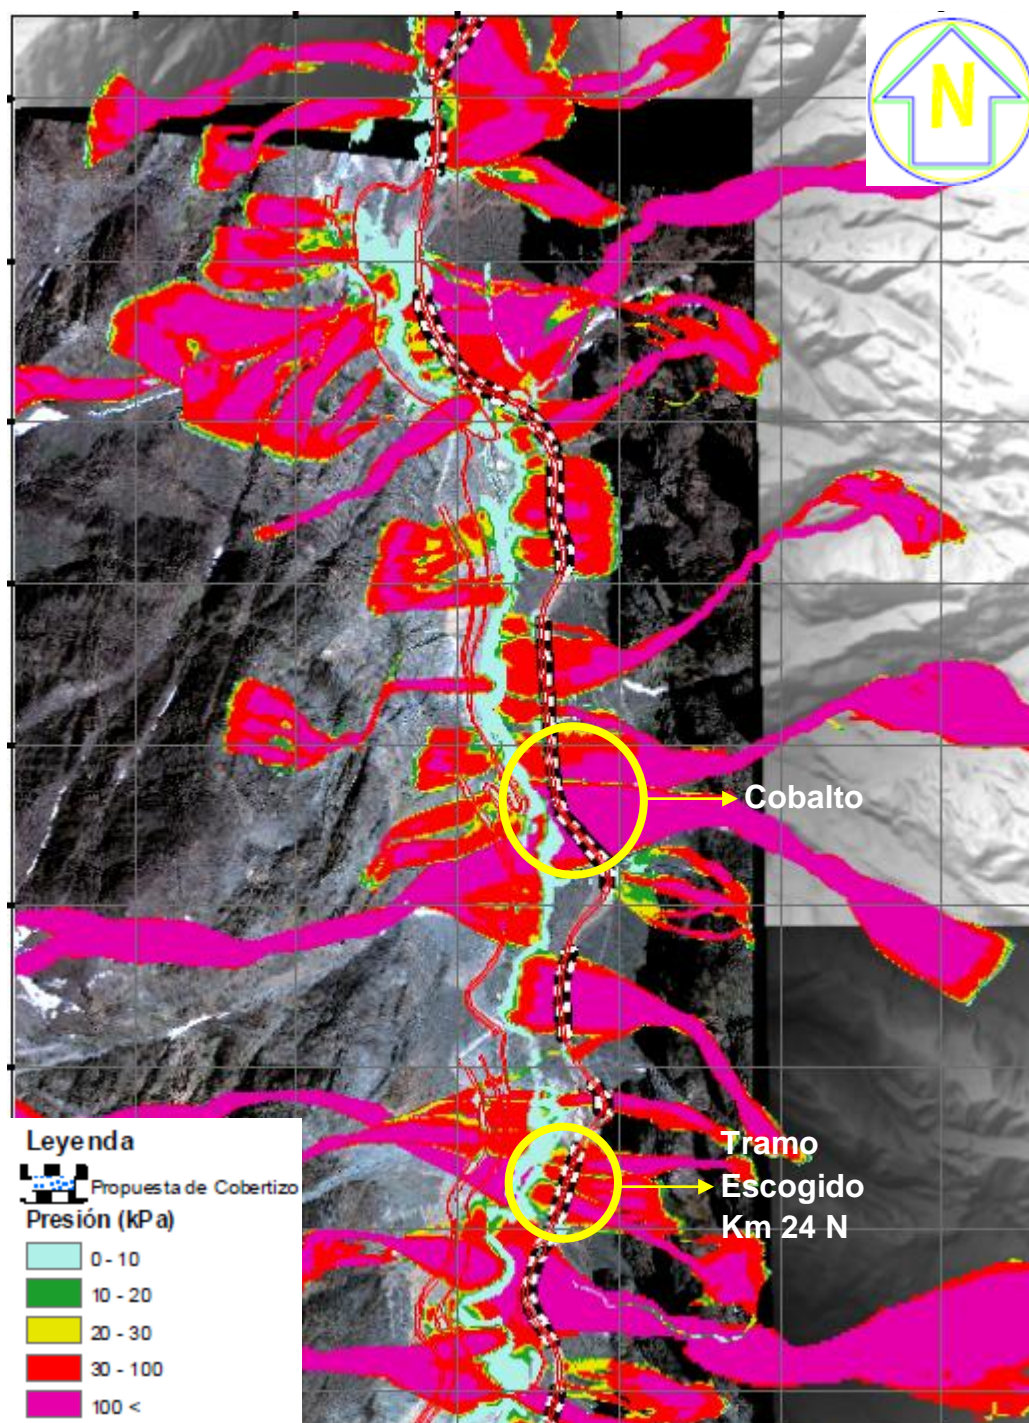 N
Cobalto
Tramo
Escogido
Km 24 N
Leyenda
Propuesta de Cobertizo
Presión (kPa)
0 - 10
10 - 20
20 - 30
30 - 100
100 <